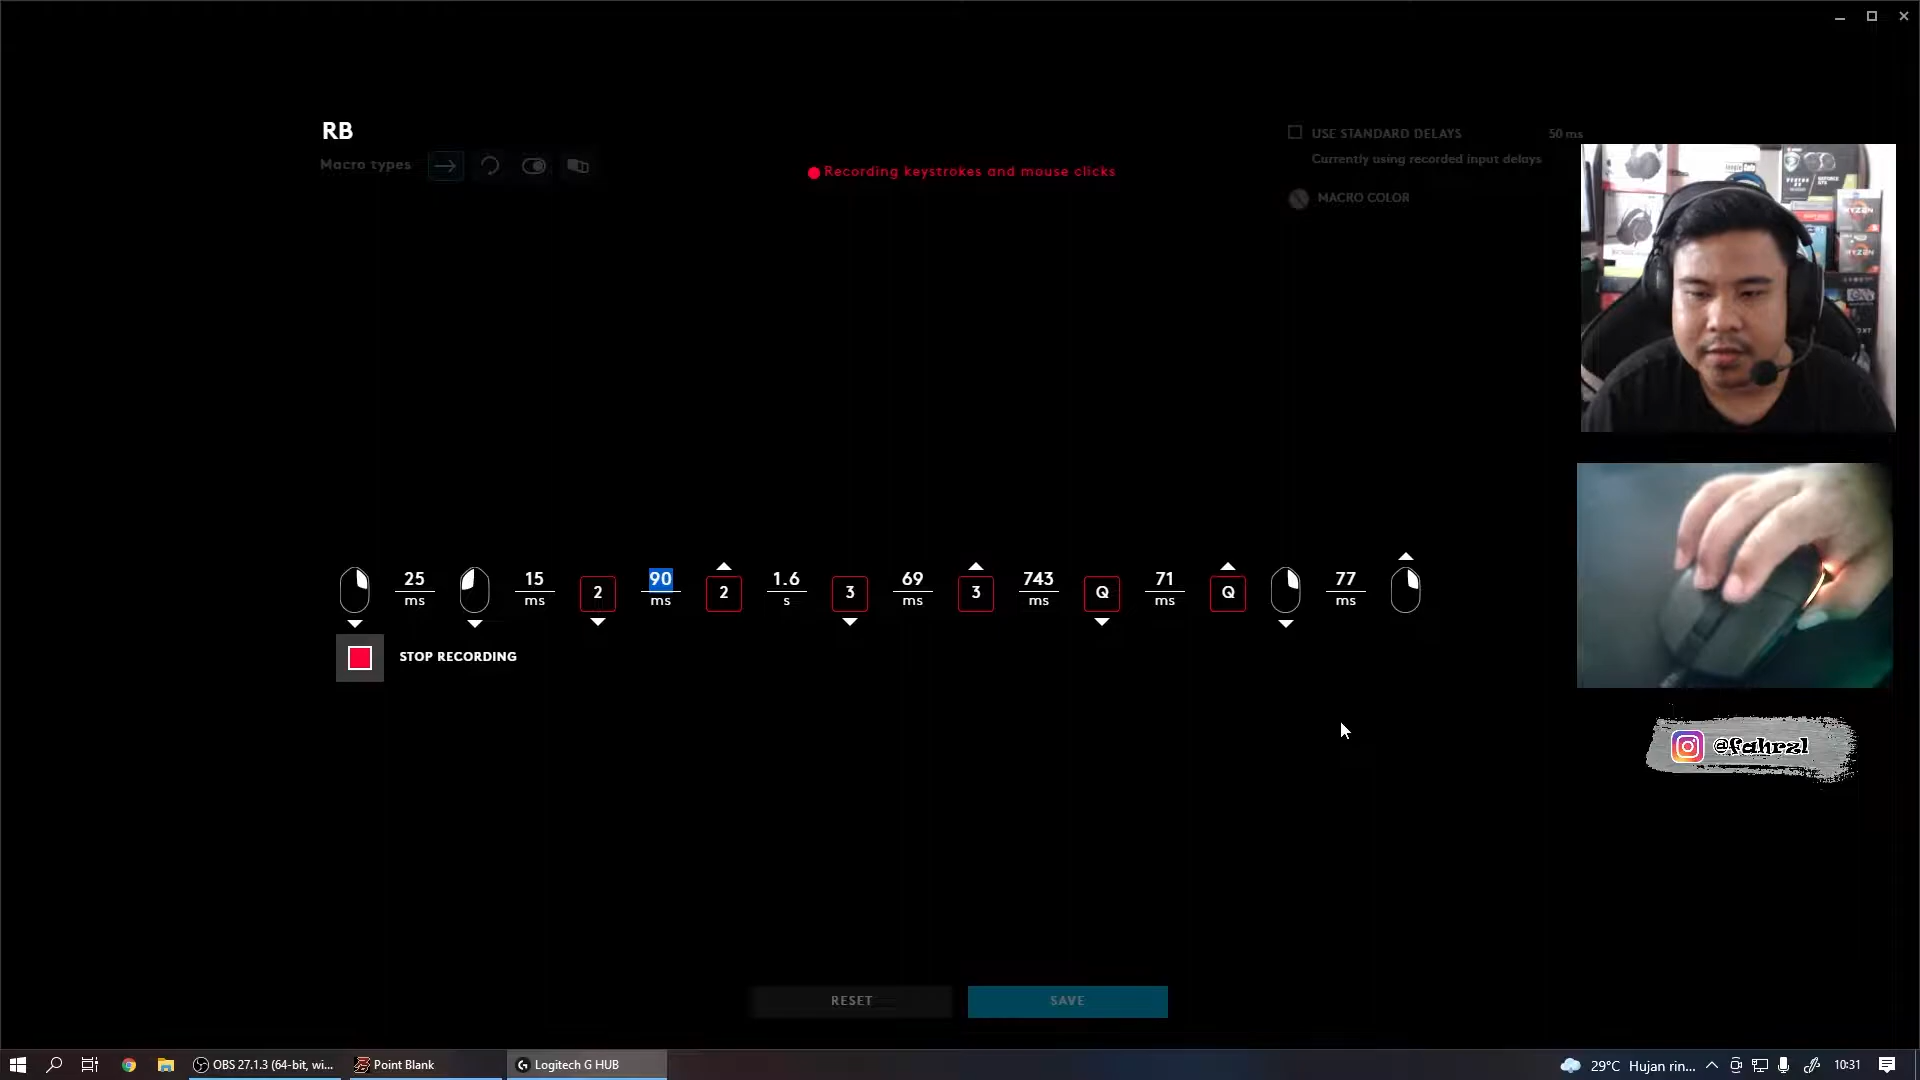 RB
Macro types
Recording keystrokes and mouse clicks
USE STANDARD DELAYS 50 ms
Currently using recorded input delays
MACRO COLOR
25 ms 15 ms 2 90 ms 2 1.6 s 3 69 ms 3 743 ms Q 71 ms Q 77 ms
STOP RECORDING
@fahrzl
RESET SAVE
OBS 27.1.3 (64-bit, wi... Point Blank Logitech G HUB 29°C Hujan rin... 10:31